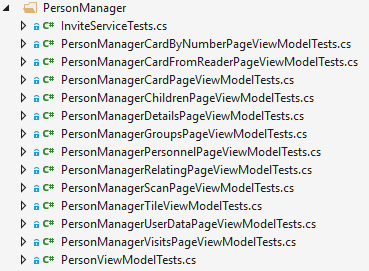 PersonManager
C# InviteServiceTests.cs
C# PersonManagerCardByNumberPageViewModelTests.cs
C# PersonManagerCardFromReaderPageViewModelTests.cs
C# PersonManagerCardPageViewModelTests.cs
C# PersonManagerChildrenPageViewModelTests.cs
C# PersonManagerDetailsPageViewModelTests.cs
C# PersonManagerGroupsPageViewModelTests.cs
C# PersonManagerPersonnelPageViewModelTests.cs
C# PersonManagerRelatingPageViewModelTests.cs
C# PersonManagerScanPageViewModelTests.cs
C# PersonManagerTileViewModelTests.cs
C# PersonManagerUserDataPageViewModelTests.cs
C# PersonManagerVisitsPageViewModelTests.cs
C# PersonViewModelTests.cs